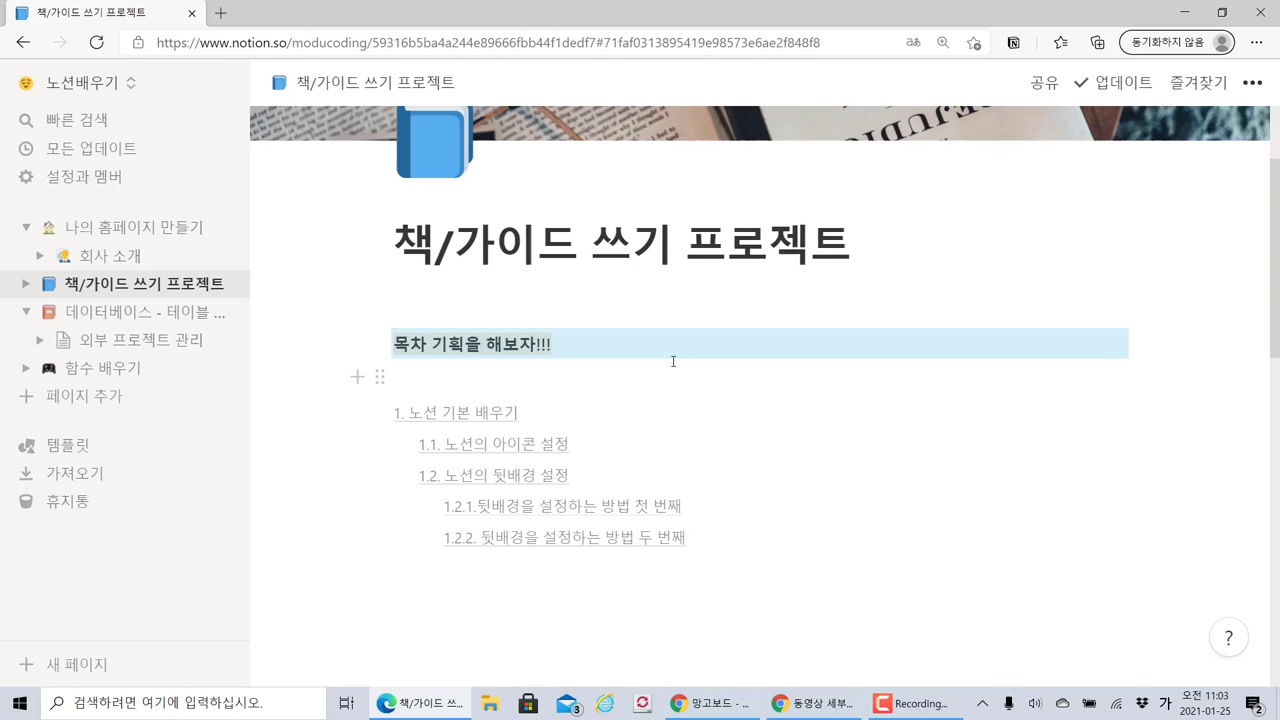 책/가이드 쓰기 프로젝트
https://www.notion.so/moducoding/59316b5ba4a244e89666fbb44f1dedf7#71faf0313895419e98573e6ae2f848f8
동기화하지 않음
노션배우기
책/가이드 쓰기 프로젝트
공유
업데이트
즐겨찾기
빠른 검색
모든 업데이트
설정과 멤버
나의 홈페이지 만들기
회사 소개
책/가이드 쓰기 프로젝트
데이터베이스 - 테이블 ...
외부 프로젝트 관리
함수 배우기
페이지 추가
템플릿
가져오기
휴지통
새 페이지
책/가이드 쓰기 프로젝트
목차 기획을 해보자!!!
1. 노션 기본 배우기
1.1. 노션의 아이콘 설정
1.2. 노션의 뒷배경 설정
1.2.1.뒷배경을 설정하는 방법 첫 번째
1.2.2. 뒷배경을 설정하는 방법 두 번째
?
검색하려면 여기에 입력하십시오.
책/가이드 쓰...
3
망고보드 - ...
동영상 세부...
Recording...
가
오전 11:03
2021-01-25
2